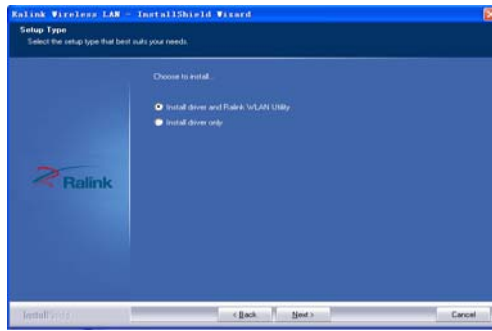 Ralink Wireless LAN - InstallShield Wizard
Setup Type
Select the setup type that best suits your needs.
Choose to install...
Install driver and Ralink WLAN Utility
Install driver only
Ralink
InstallShield
< Back
Next >
Cancel